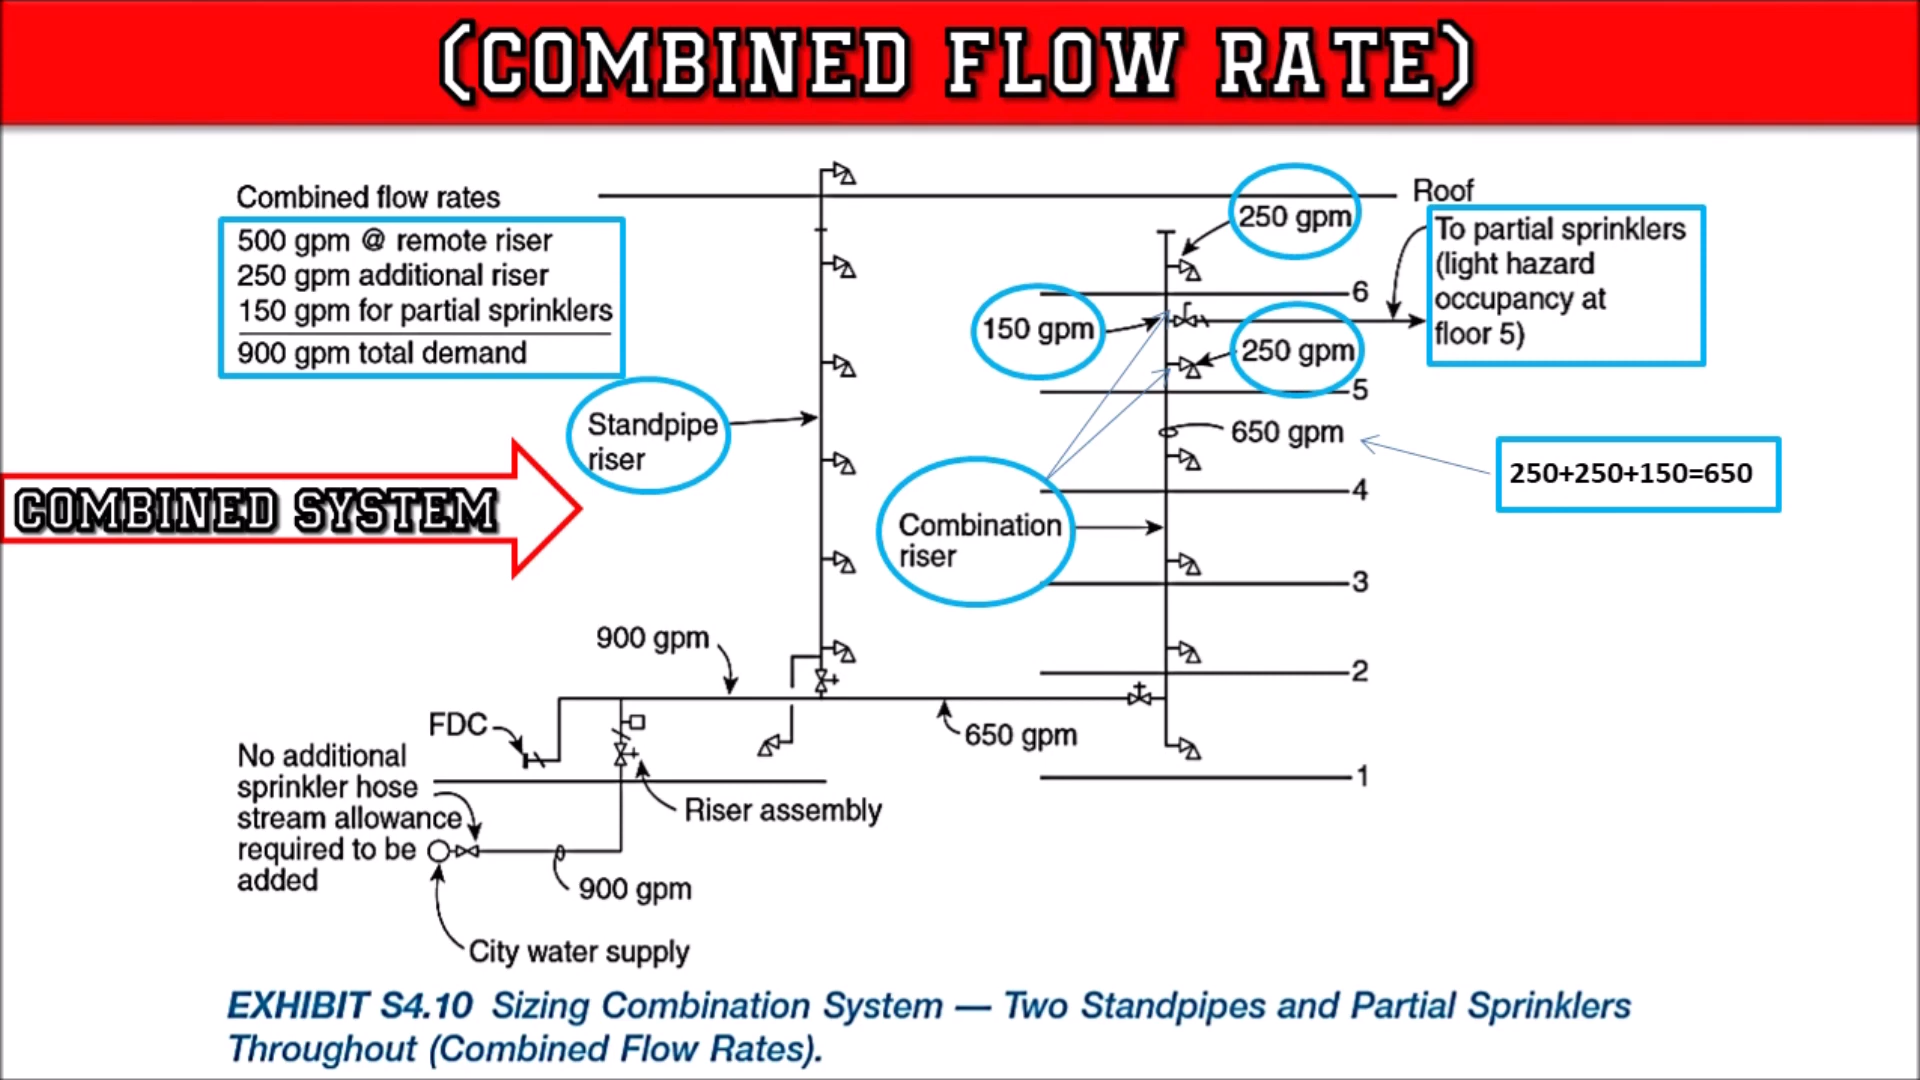 (COMBINED FLOW RATE)
Combined flow rates
500 gpm @ remote riser
250 gpm additional riser
150 gpm for partial sprinklers
900 gpm total demand
250 gpm
Roof
To partial sprinklers
(light hazard
occupancy at
floor 5)
6
150 gpm
250 gpm
5
Standpipe
riser
650 gpm
250+250+150=650
COMBINED SYSTEM
4
Combination
riser
3
900 gpm
2
FDC
650 gpm
No additional
sprinkler hose
stream allowance
required to be
added
1
Riser assembly
900 gpm
City water supply
EXHIBIT S4.10 Sizing Combination System — Two Standpipes and Partial Sprinklers
Throughout (Combined Flow Rates).